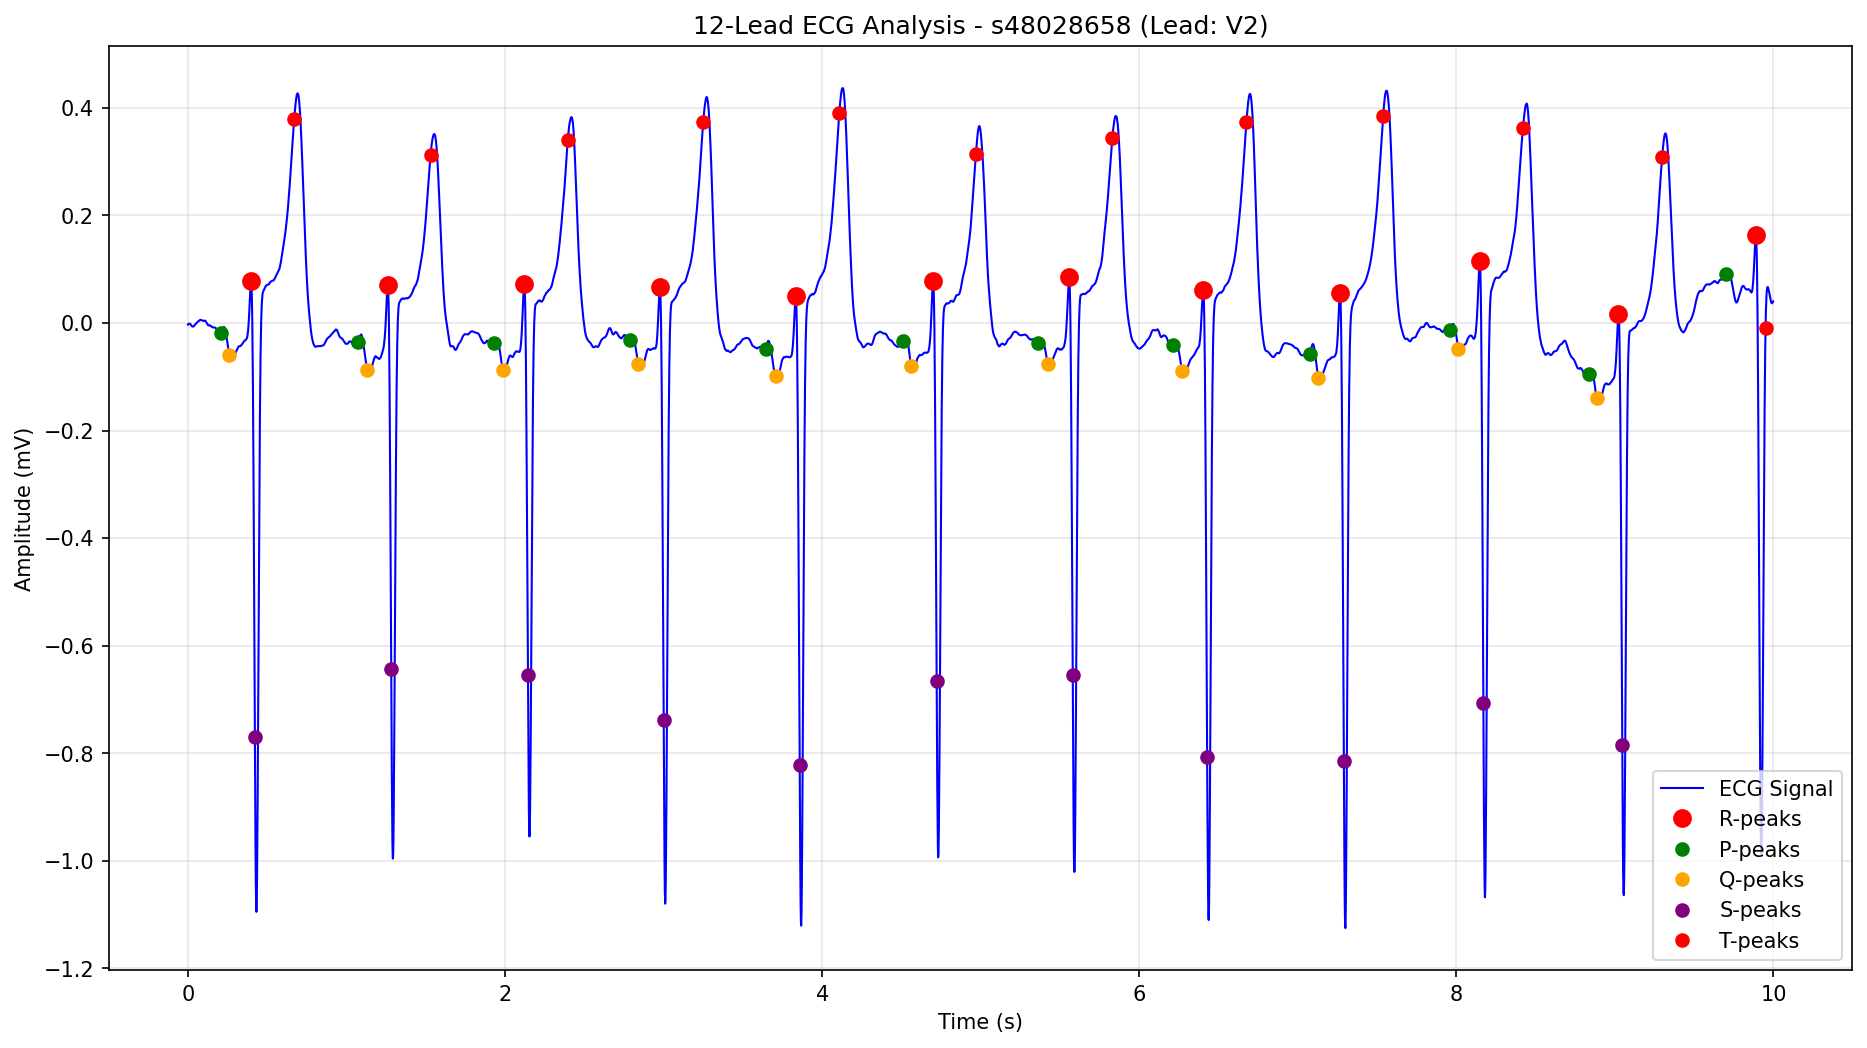 12-Lead ECG Analysis - s48028658 (Lead: V2)
Amplitude (mV)
0.4
0.2
0.0
−0.2
−0.4
−0.6
−0.8
−1.0
−1.2
ECG Signal
R-peaks
P-peaks
Q-peaks
S-peaks
T-peaks
0 2 4 6 8 10
Time (s)